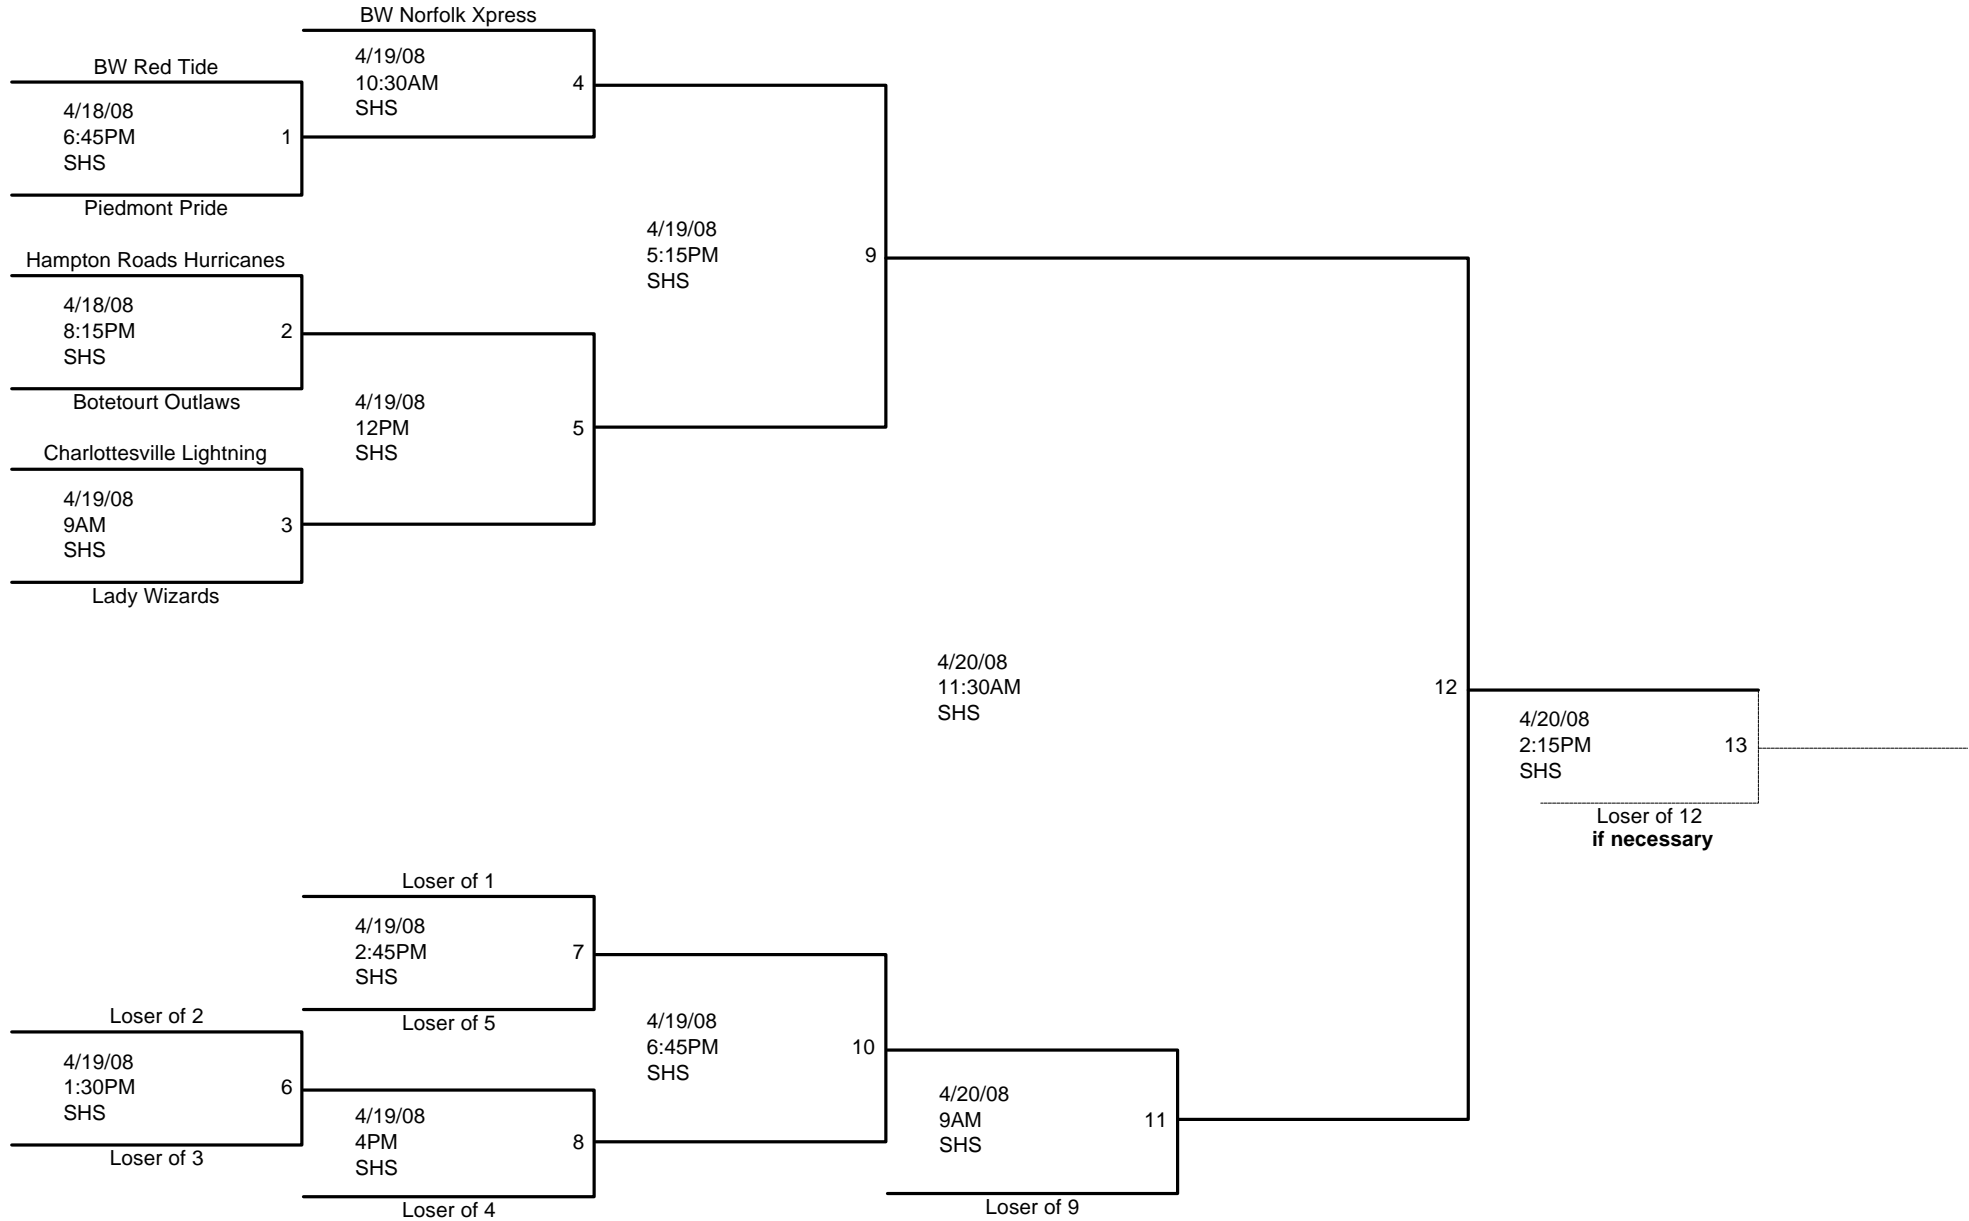 BW Norfolk Xpress
4/19/08
10:30AM
SHS
4
BW Red Tide
4/18/08
6:45PM
SHS
1
Piedmont Pride
Hampton Roads Hurricanes
4/18/08
8:15PM
SHS
2
Botetourt Outlaws
4/19/08
12PM
SHS
5
Charlottesville Lightning
4/19/08
9AM
SHS
3
Lady Wizards
4/19/08
5:15PM
SHS
9
4/20/08
11:30AM
SHS
12
4/20/08
2:15PM
SHS
13
Loser of 12
if necessary
Loser of 1
4/19/08
2:45PM
SHS
7
Loser of 5
Loser of 2
4/19/08
1:30PM
SHS
6
Loser of 3
4/19/08
4PM
SHS
8
Loser of 4
4/19/08
6:45PM
SHS
10
4/20/08
9AM
SHS
11
Loser of 9